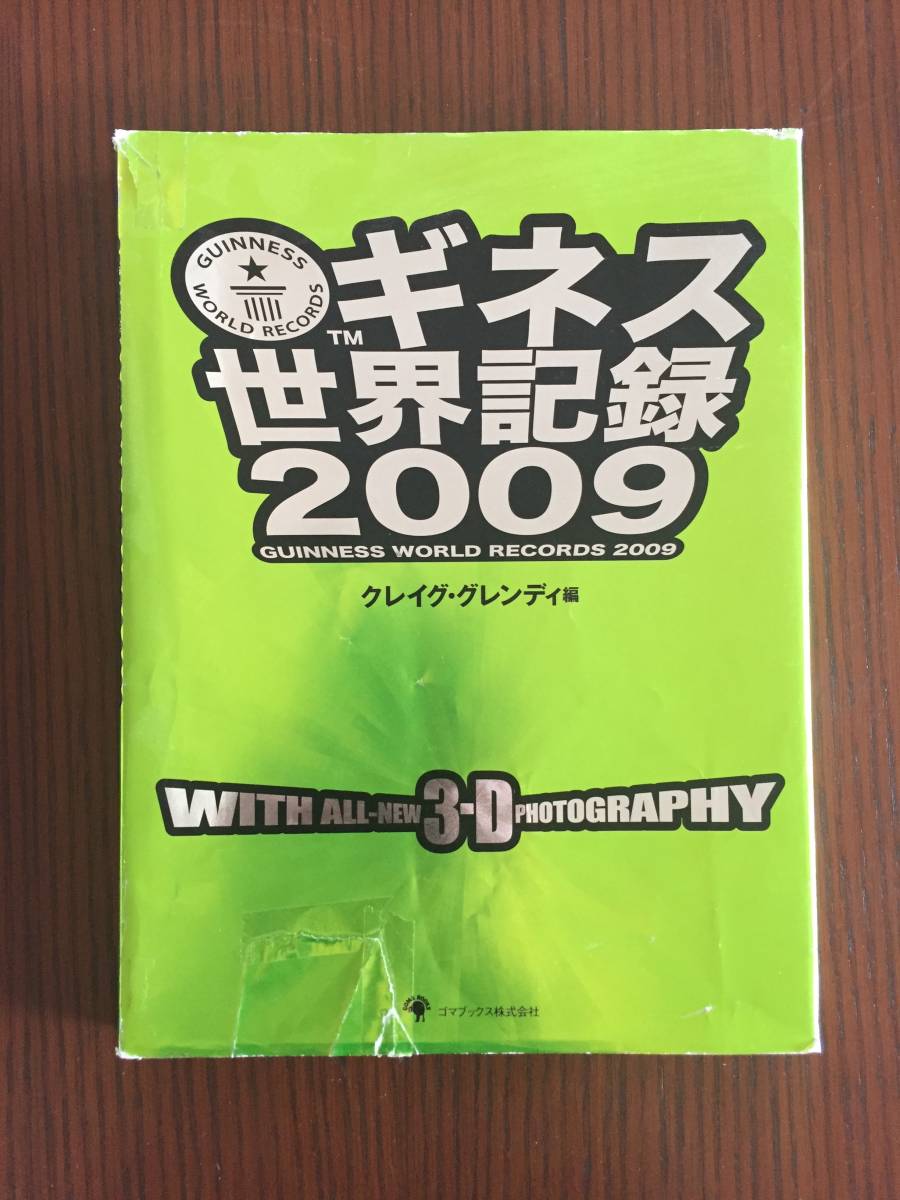 GUINNESS WORLD RECORDS
ギネス
TM
世界記録
2009
GUINNESS WORLD RECORDS 2009
クレイグ・グレンディ編
WITH ALL-NEW 3-D PHOTOGRAPHY
GOMA BOOKS
ゴマブックス株式会社